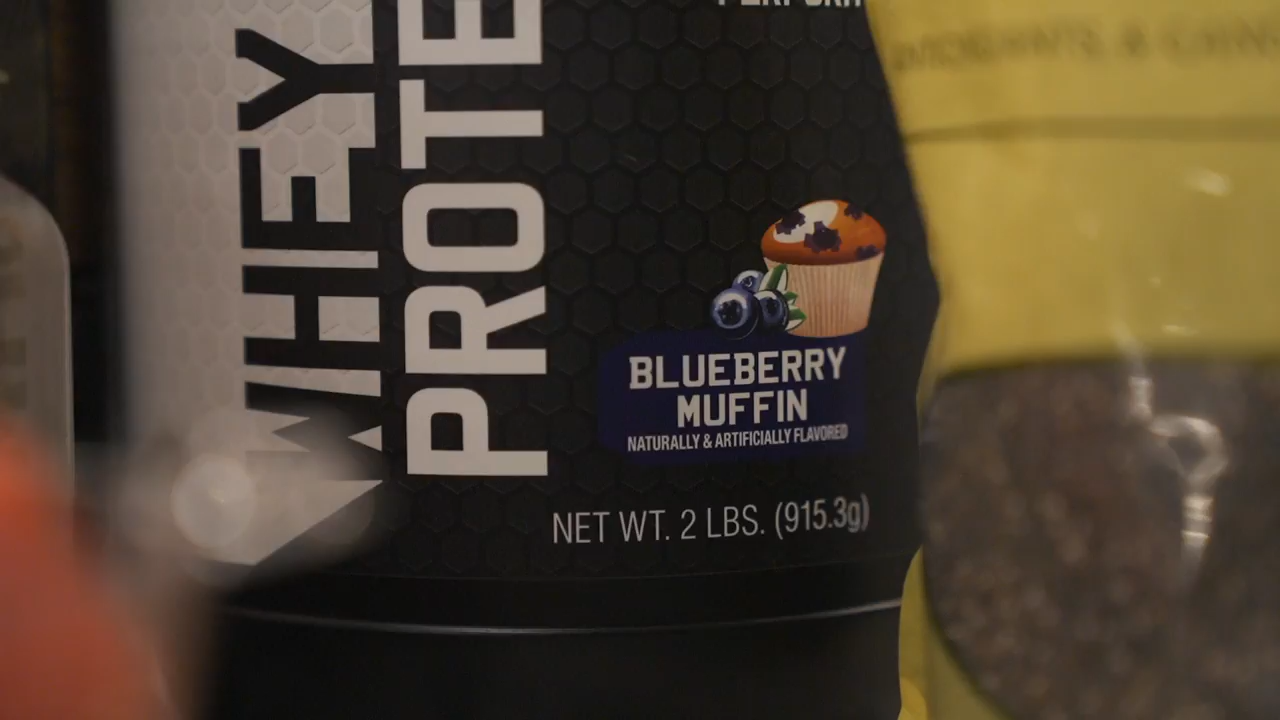 WHEY
PROTE
BLUEBERRY
MUFFIN
NATURALLY & ARTIFICIALLY FLAVORED
NET WT. 2 LBS. (915.3g)